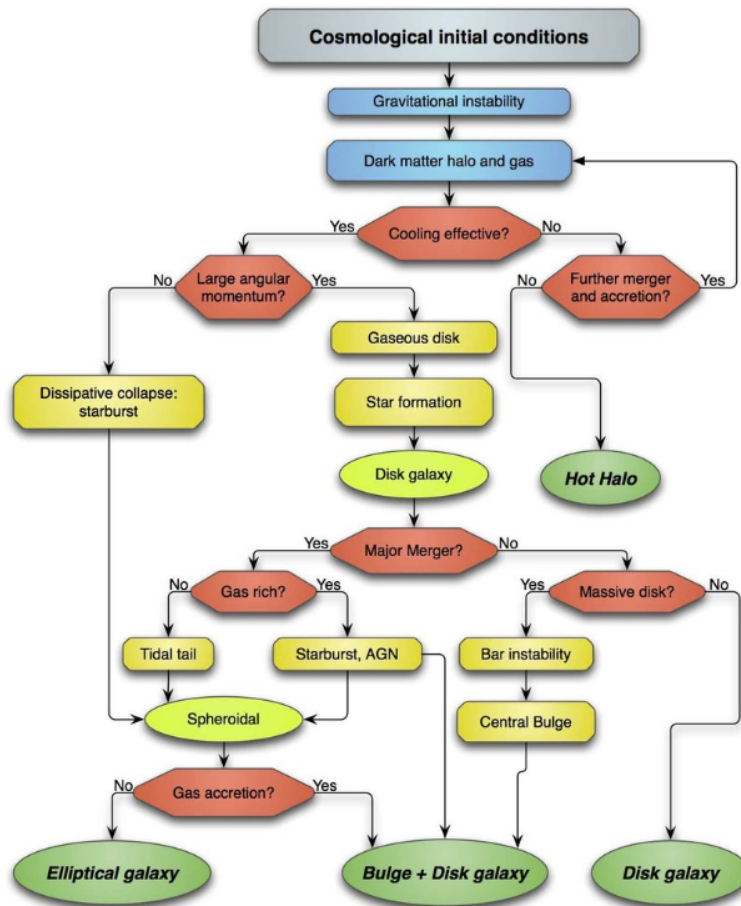 Cosmological initial conditions
Gravitational instability
Dark matter halo and gas
Yes
Cooling effective?
No
No
Large angular
momentum?
Yes
No
Further merger
and accretion?
Yes
Gaseous disk
Dissipative collapse:
starburst
Star formation
Disk galaxy
Hot Halo
Yes
Major Merger?
No
No
Gas rich?
Yes
Yes
Massive disk?
No
Tidal tail
Starburst, AGN
Bar instability
Spheroidal
Central Bulge
No
Gas accretion?
Yes
Elliptical galaxy
Bulge + Disk galaxy
Disk galaxy